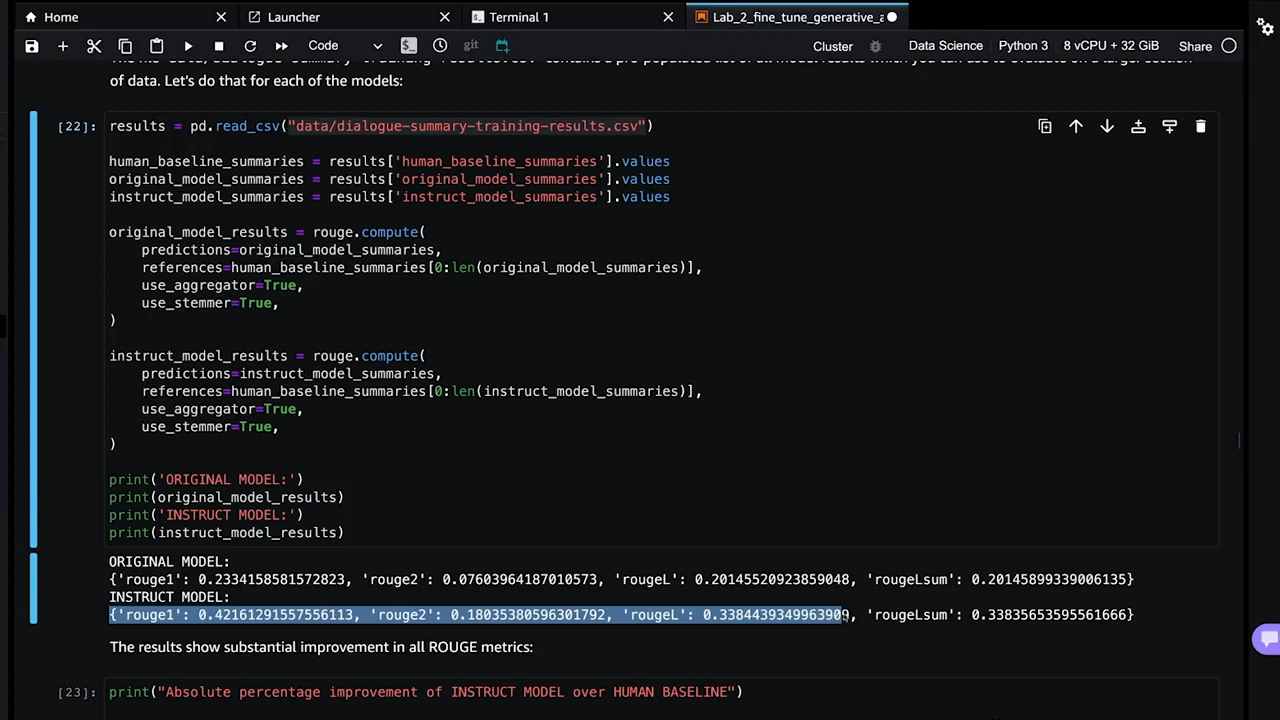 Home
Launcher
Terminal 1
Lab_2_fine_tune_generative_a
Code
git
Cluster
Data Science
Python 3
8 vCPU + 32 GiB
Share
of data. Let's do that for each of the models:
[22]:
results = pd.read_csv("data/dialogue-summary-training-results.csv")
human_baseline_summaries = results['human_baseline_summaries'].values
original_model_summaries = results['original_model_summaries'].values
instruct_model_summaries = results['instruct_model_summaries'].values
original_model_results = rouge.compute(
predictions=original_model_summaries,
references=human_baseline_summaries[0:len(original_model_summaries)],
use_aggregator=True,
use_stemmer=True,
)
instruct_model_results = rouge.compute(
predictions=instruct_model_summaries,
references=human_baseline_summaries[0:len(instruct_model_summaries)],
use_aggregator=True,
use_stemmer=True,
)
print('ORIGINAL MODEL:')
print(original_model_results)
print('INSTRUCT MODEL:')
print(instruct_model_results)
ORIGINAL MODEL:
{'rouge1': 0.2334158581572823, 'rouge2': 0.07603964187010573, 'rougeL': 0.20145520923859048, 'rougeLsum': 0.20145899339006135}
INSTRUCT MODEL:
{'rouge1': 0.42161291557556113, 'rouge2': 0.18035380596301792, 'rougeL': 0.3384439349963909, 'rougeLsum': 0.33835653595561666}
The results show substantial improvement in all ROUGE metrics:
[23]:
print("Absolute percentage improvement of INSTRUCT MODEL over HUMAN BASELINE")